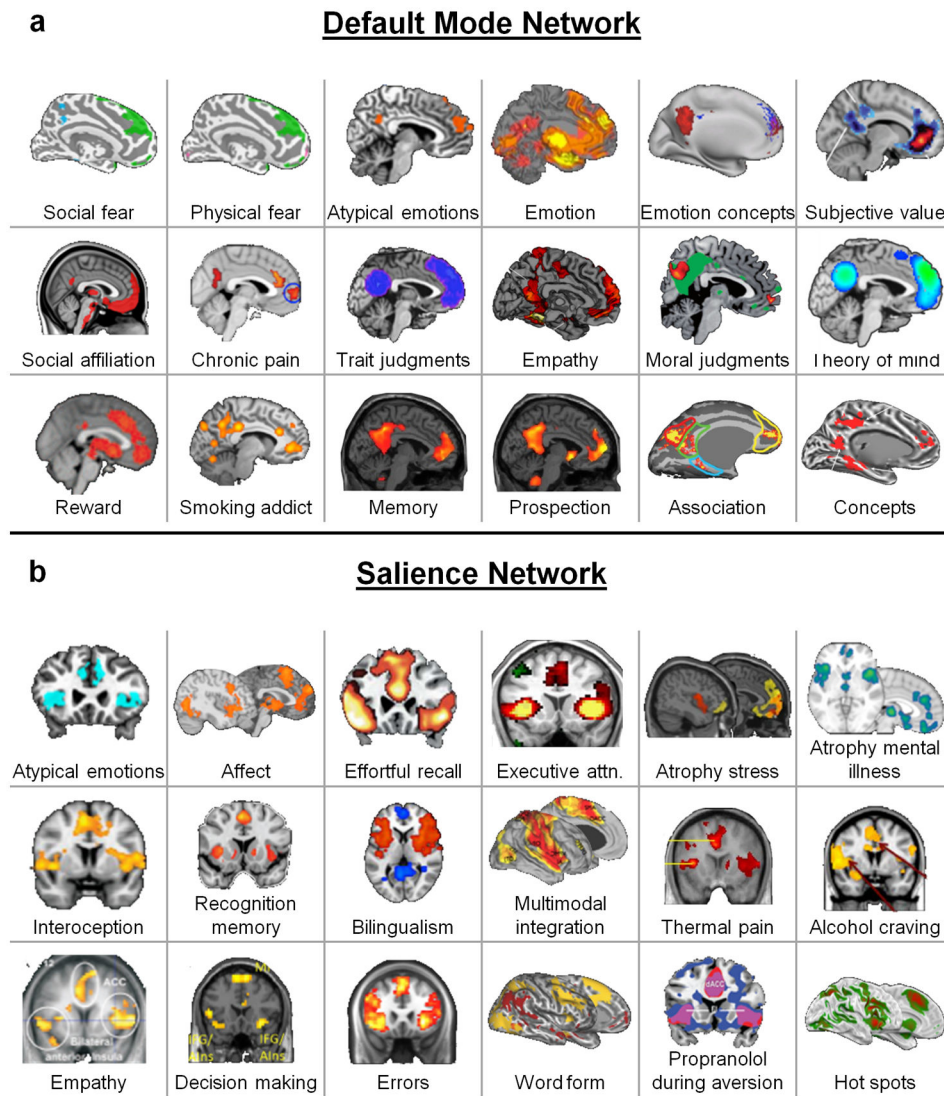 a
Default Mode Network
Social fear
Physical fear
Atypical emotions
Emotion
Emotion concepts
Subjective value
Social affiliation
Chronic pain
Trait judgments
Empathy
Moral judgments
Theory of mind
Reward
Smoking addict
Memory
Prospection
Association
Concepts
b
Salience Network
Atypical emotions
Affect
Effortful recall
Executive attn.
Atrophy stress
Atrophy mental
illness
Interoception
Recognition
memory
Bilingualism
Multimodal
integration
Thermal pain
Alcohol craving
ACC
Bilateral
anterior insula
Empathy
IFG/
AIns
IFG/
AIns
Decision making
Errors
Word form
dACC
Propranolol
during aversion
Hot spots